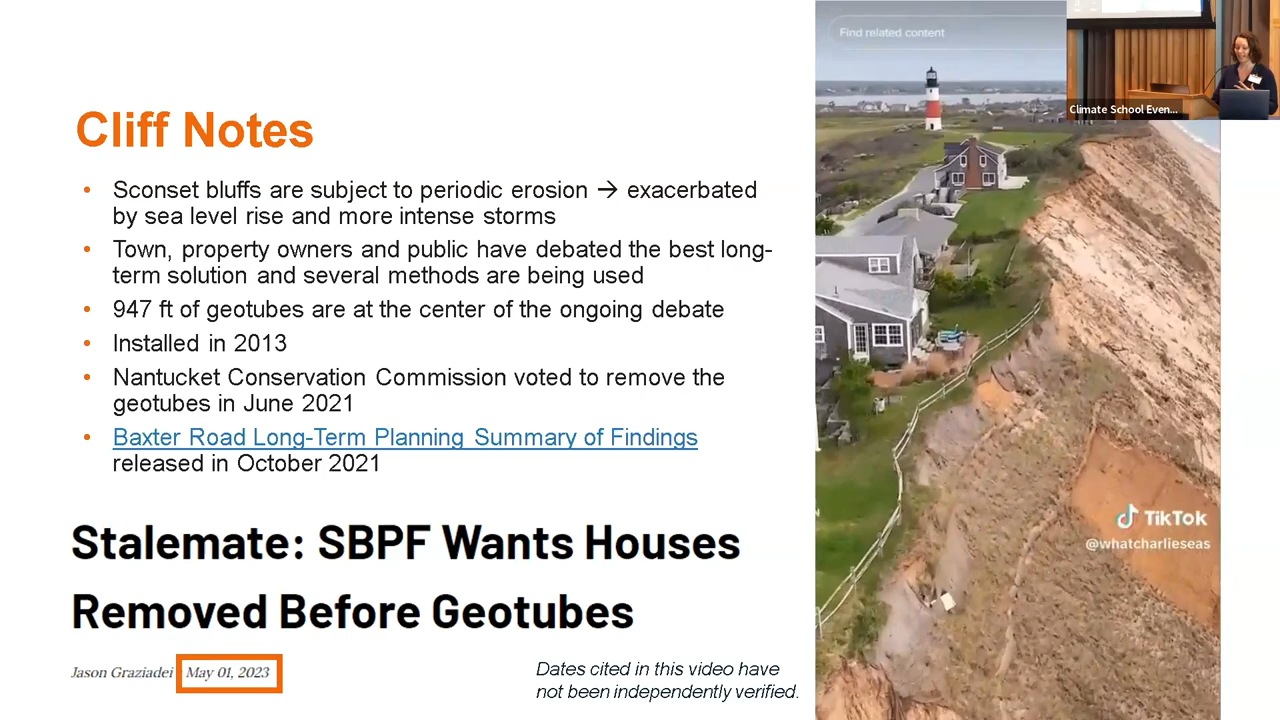 Cliff Notes
• Sconset bluffs are subject to periodic erosion → exacerbated
by sea level rise and more intense storms
• Town, property owners and public have debated the best long-
term solution and several methods are being used
• 947 ft of geotubes are at the center of the ongoing debate
• Installed in 2013
• Nantucket Conservation Commission voted to remove the
geotubes in June 2021
• Baxter Road Long-Term Planning Summary of Findings
released in October 2021
Stalemate: SBPF Wants Houses
Removed Before Geotubes
Jason Graziadei May 01, 2023
Dates cited in this video have
not been independently verified.
Find related content
TikTok
@whatcharlieseas
Climate School Even...